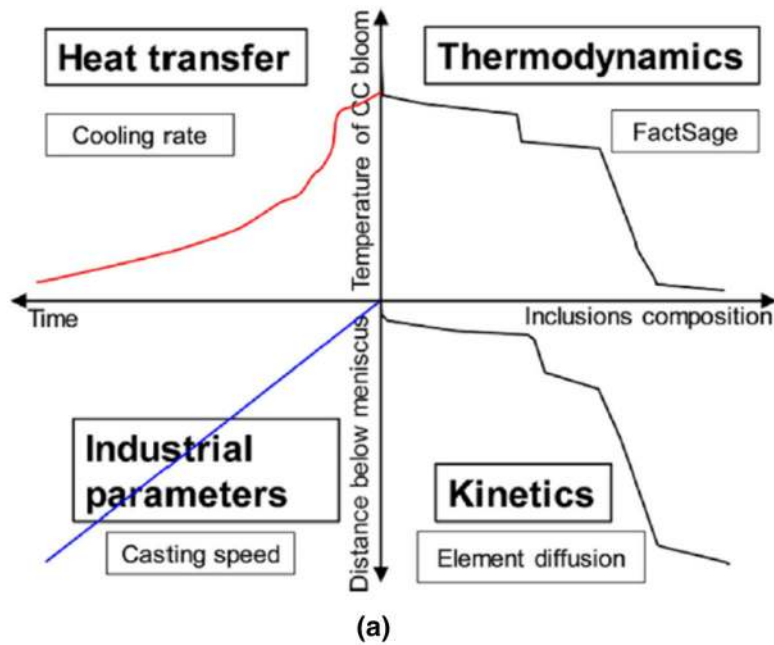 Heat transfer
Cooling rate
Temperature of CC bloom
Thermodynamics
FactSage
Time
Inclusions composition
Distance below meniscus
Industrial
parameters
Casting speed
Kinetics
Element diffusion
(a)